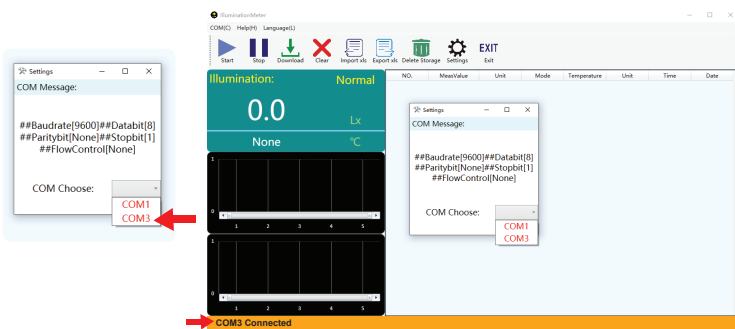 Settings
COM Message:
##Baudrate[9600]##Databit[8]
##Paritybit[None]##Stopbit[1]
##FlowControl[None]
COM Choose:
COM1
COM3
IlluminationMeter
COM(C) Help(H) Language(L)
Start Stop Download Clear Import xls Export xls Delete Storage Settings Exit
EXIT
Illumination: Normal
0.0 Lx
None °C
1
0
1 2 3 4 5
1
0
1 2 3 4 5
NO. MeasValue Unit Mode Temperature Unit Time Date
Settings
COM Message:
##Baudrate[9600]##Databit[8]
##Paritybit[None]##Stopbit[1]
##FlowControl[None]
COM Choose:
COM1
COM3
COM3 Connected